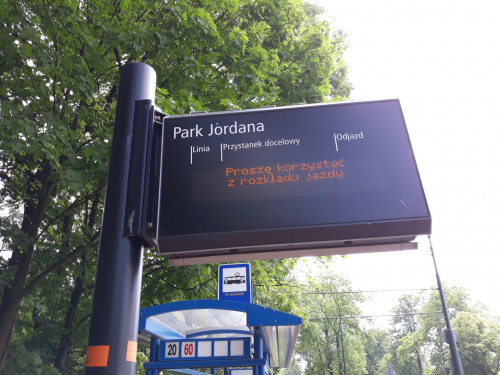 Park Jordana
Linia
Przystanek docelowy
Odjazd
Proszę korzystać
z rozkładu jazdy
20 60